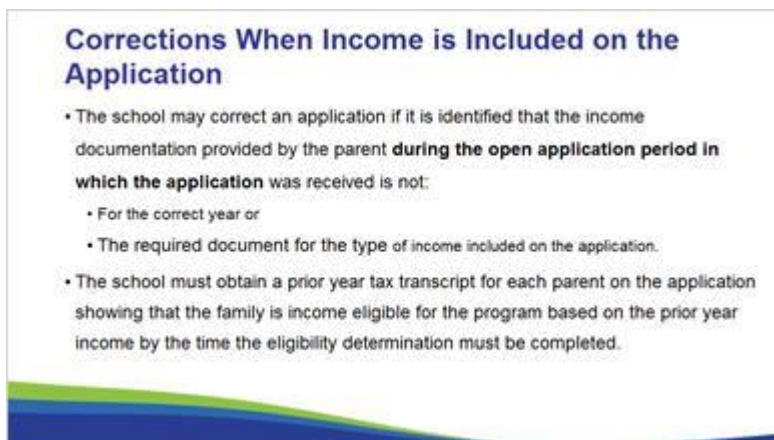 Corrections When Income is Included on the
Application
• The school may correct an application if it is identified that the income
documentation provided by the parent during the open application period in
which the application was received is not:
• For the correct year or
• The required document for the type of income included on the application.
• The school must obtain a prior year tax transcript for each parent on the application
showing that the family is income eligible for the program based on the prior year
income by the time the eligibility determination must be completed.